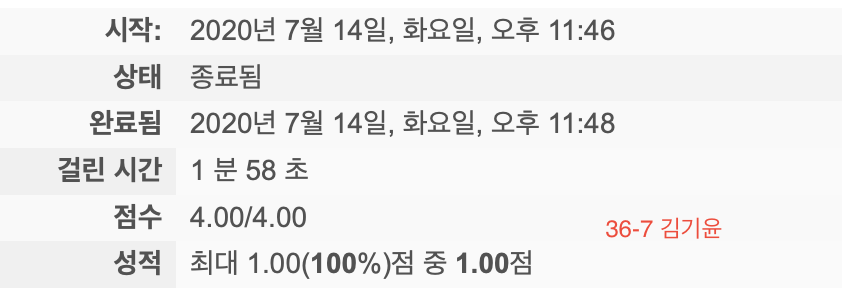 시작: 2020년 7월 14일, 화요일, 오후 11:46
상태 종료됨
완료됨 2020년 7월 14일, 화요일, 오후 11:48
걸린 시간 1 분 58 초
점수 4.00/4.00
36-7 김기윤
성적 최대 1.00(100%)점 중 1.00점